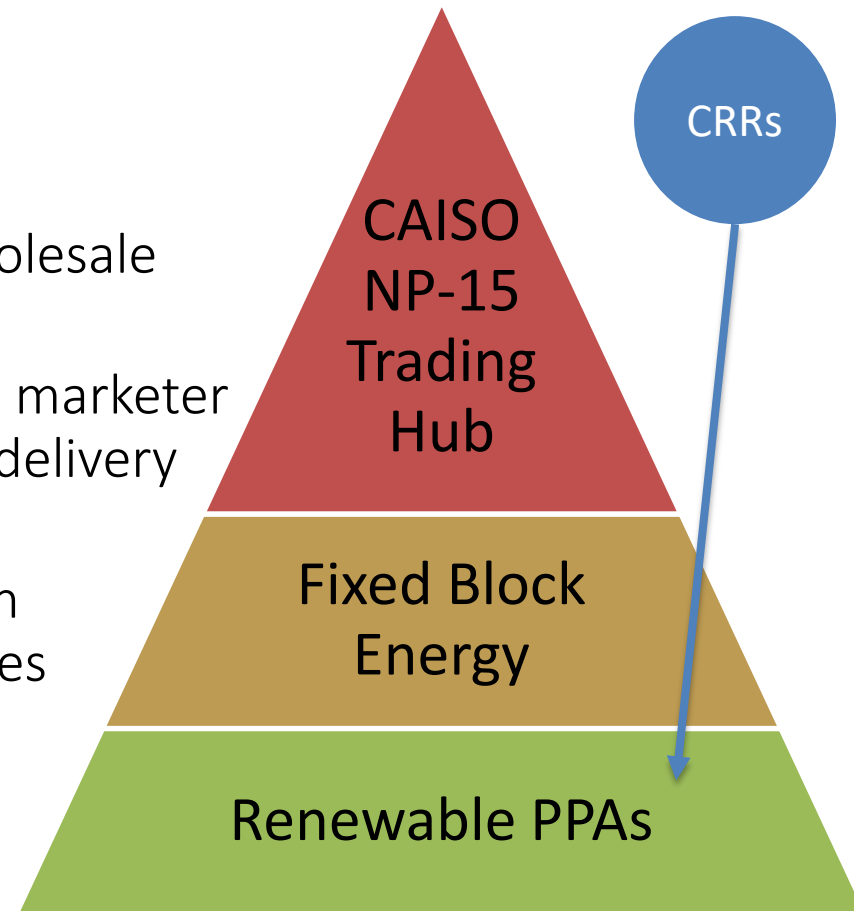 olesale
marketer
delivery
n
es
CAISO
NP-15
Trading
Hub
Fixed Block
Energy
Renewable PPAs
CRRs